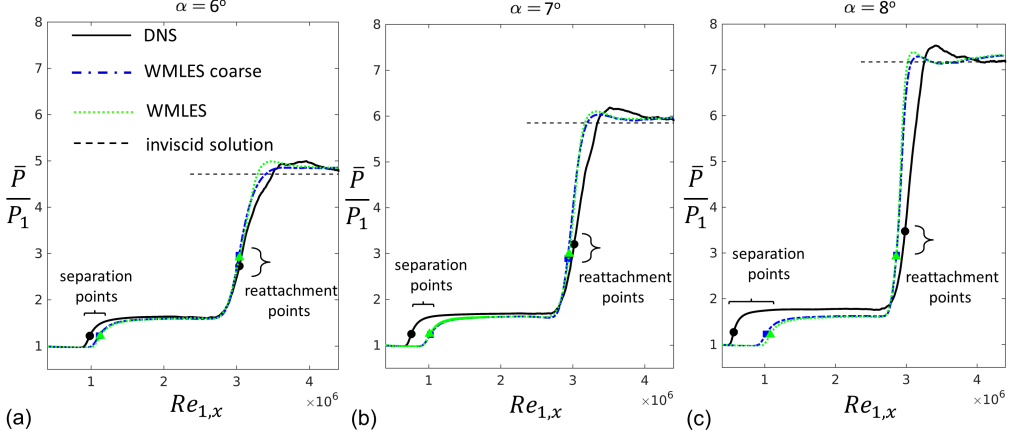 α = 6°
8
7
6
5
4
3
2
1
P̄
P₁
DNS
WMLES coarse
WMLES
inviscid solution
separation
points
reattachment
points
1
2
3
4
×10⁶
Re₁,ₓ
(a)
α = 7°
8
7
6
5
4
3
2
1
P̄
P₁
separation
points
reattachment
points
1
2
3
4
×10⁶
Re₁,ₓ
(b)
α = 8°
8
7
6
5
4
3
2
1
P̄
P₁
separation
points
reattachment
points
1
2
3
4
×10⁶
Re₁,ₓ
(c)